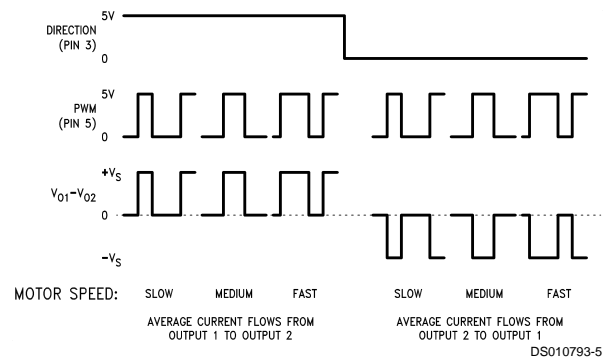 5V
DIRECTION
(PIN 3)
0
5V
PWM
(PIN 5)
0
+VS
VO1-VO2
0
-VS
MOTOR SPEED: SLOW MEDIUM FAST SLOW MEDIUM FAST
AVERAGE CURRENT FLOWS FROM
OUTPUT 1 TO OUTPUT 2
AVERAGE CURRENT FLOWS FROM
OUTPUT 2 TO OUTPUT 1
DS010793-5